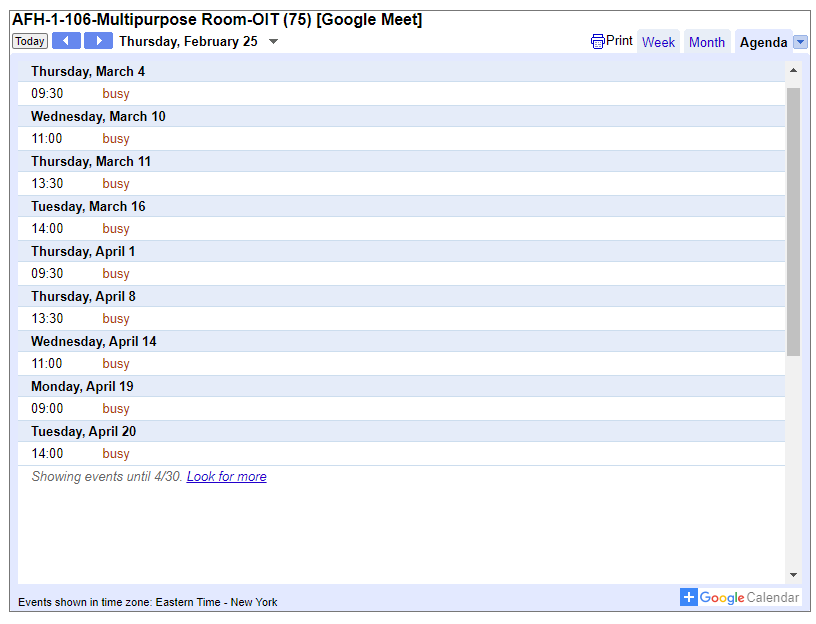 AFH-1-106-Multipurpose Room-OIT (75) [Google Meet]
Today Thursday, February 25 Print Week Month Agenda
Thursday, March 4
09:30 busy
Wednesday, March 10
11:00 busy
Thursday, March 11
13:30 busy
Tuesday, March 16
14:00 busy
Thursday, April 1
09:30 busy
Thursday, April 8
13:30 busy
Wednesday, April 14
11:00 busy
Monday, April 19
09:00 busy
Tuesday, April 20
14:00 busy
Showing events until 4/30. Look for more
Events shown in time zone: Eastern Time - New York
Google Calendar